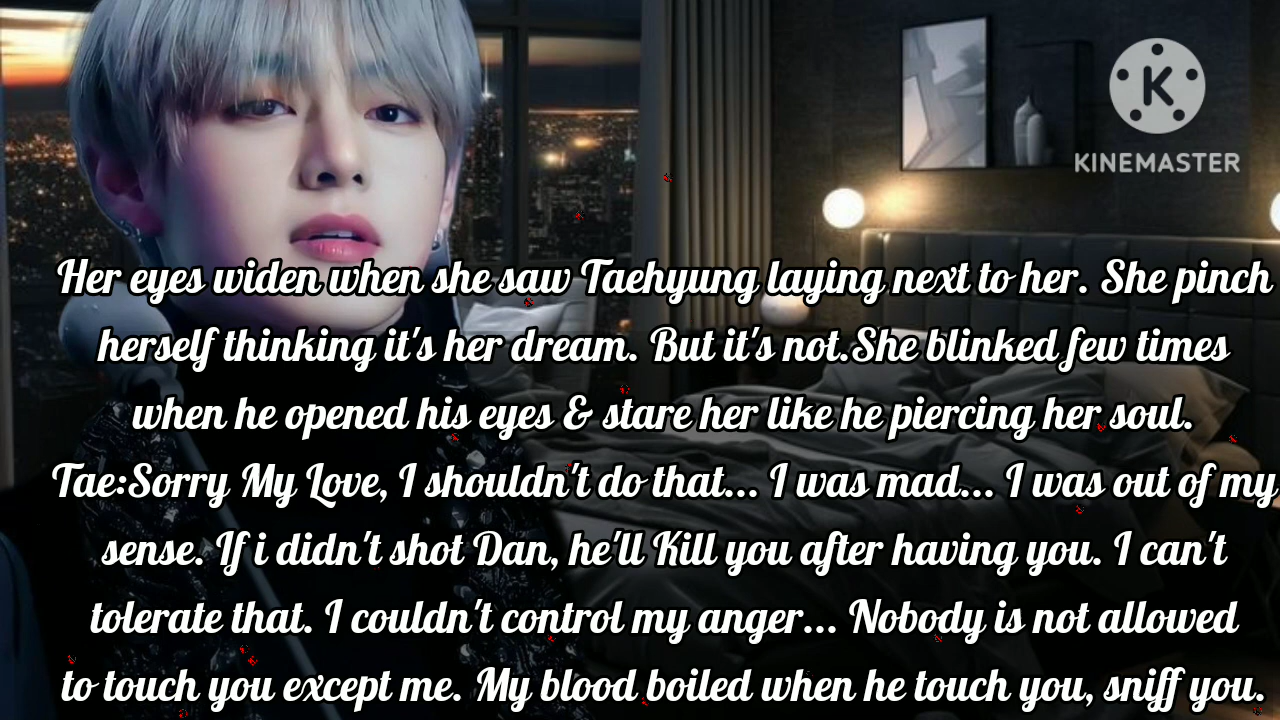 KINEMASTER
Her eyes widen when she saw Taehyung laying next to her. She pinch
herself thinking it's her dream. But it's not.She blinked few times
when he opened his eyes & stare her like he piercing her soul.
Tae:Sorry My Love, I shouldn't do that... I was mad... I was out of my
sense. If i didn't shot Dan, he'll Kill you after having you. I can't
tolerate that. I couldn't control my anger... Nobody is not allowed
to touch you except me. My blood boiled when he touch you, sniff you.